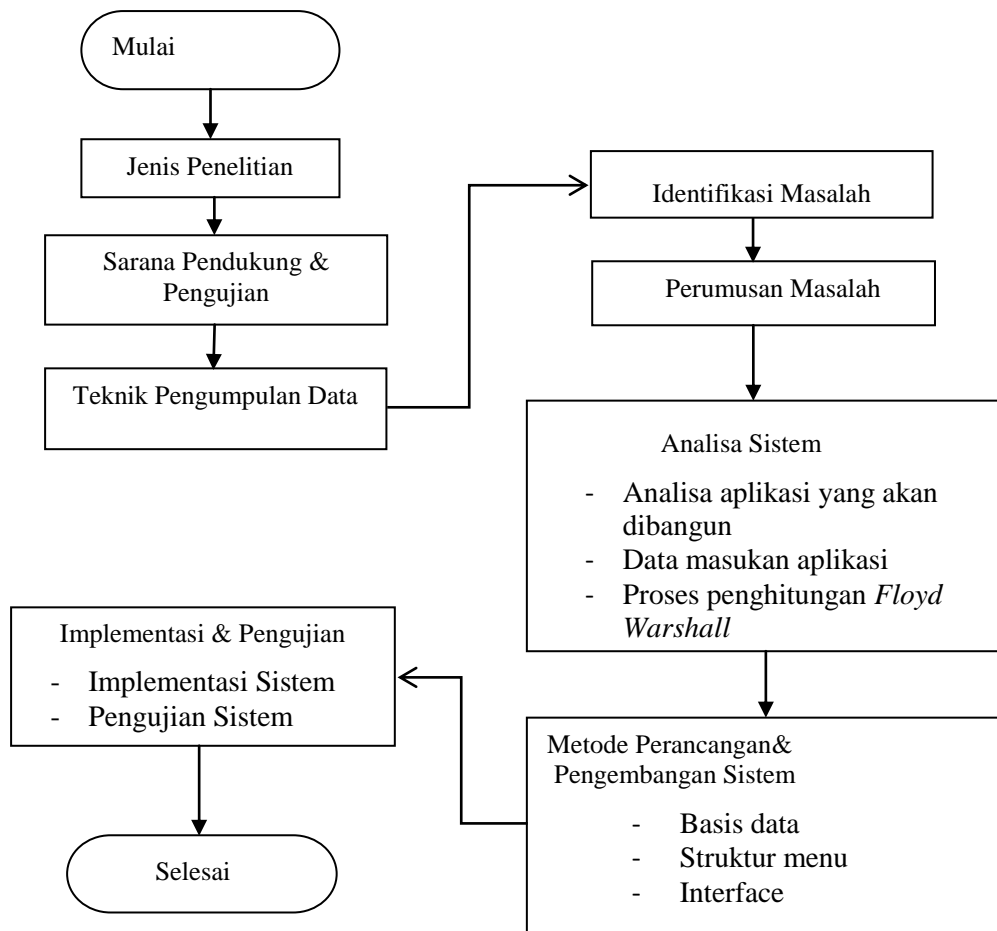 Mulai
Jenis Penelitian
Sarana Pendukung &
Pengujian
Teknik Pengumpulan Data
Identifikasi Masalah
Perumusan Masalah
Analisa Sistem
- Analisa aplikasi yang akan
dibangun
- Data masukan aplikasi
- Proses penghitungan Floyd
Warshall
Metode Perancangan&
Pengembangan Sistem
- Basis data
- Struktur menu
- Interface
Implementasi & Pengujian
- Implementasi Sistem
- Pengujian Sistem
Selesai